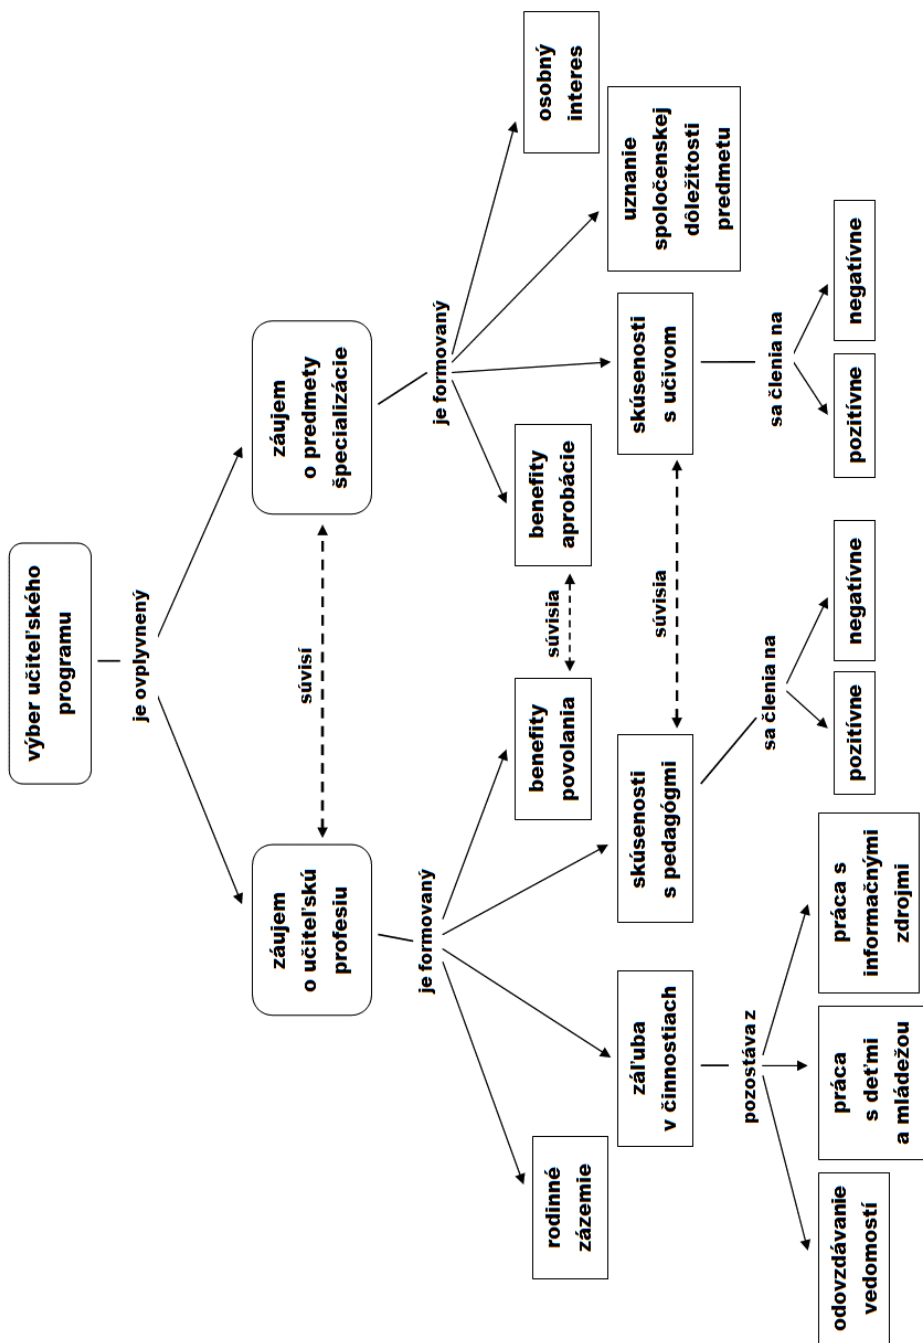 výber učiteľského
programu
je ovplyvnený
záujem
o učiteľskú
profesiu
súvisí
záujem
o predmety
špecializácie
je formovaný
je formovaný
rodinné
zázemie
benefity
povolania
súvisia
benefity
aprobácie
osobný
interes
záľuba
v činnostiach
skúsenosti
s pedagógmi
súvisia
skúsenosti
s učivom
uznanie
spoločenskej
dôležitosti
predmetu
pozostáva z
sa členia na
sa členia na
odovzdávanie
vedomostí
práca
s deťmi
a mládežou
práca s
informačnými
zdrojmi
pozitívne
negatívne
pozitívne
negatívne